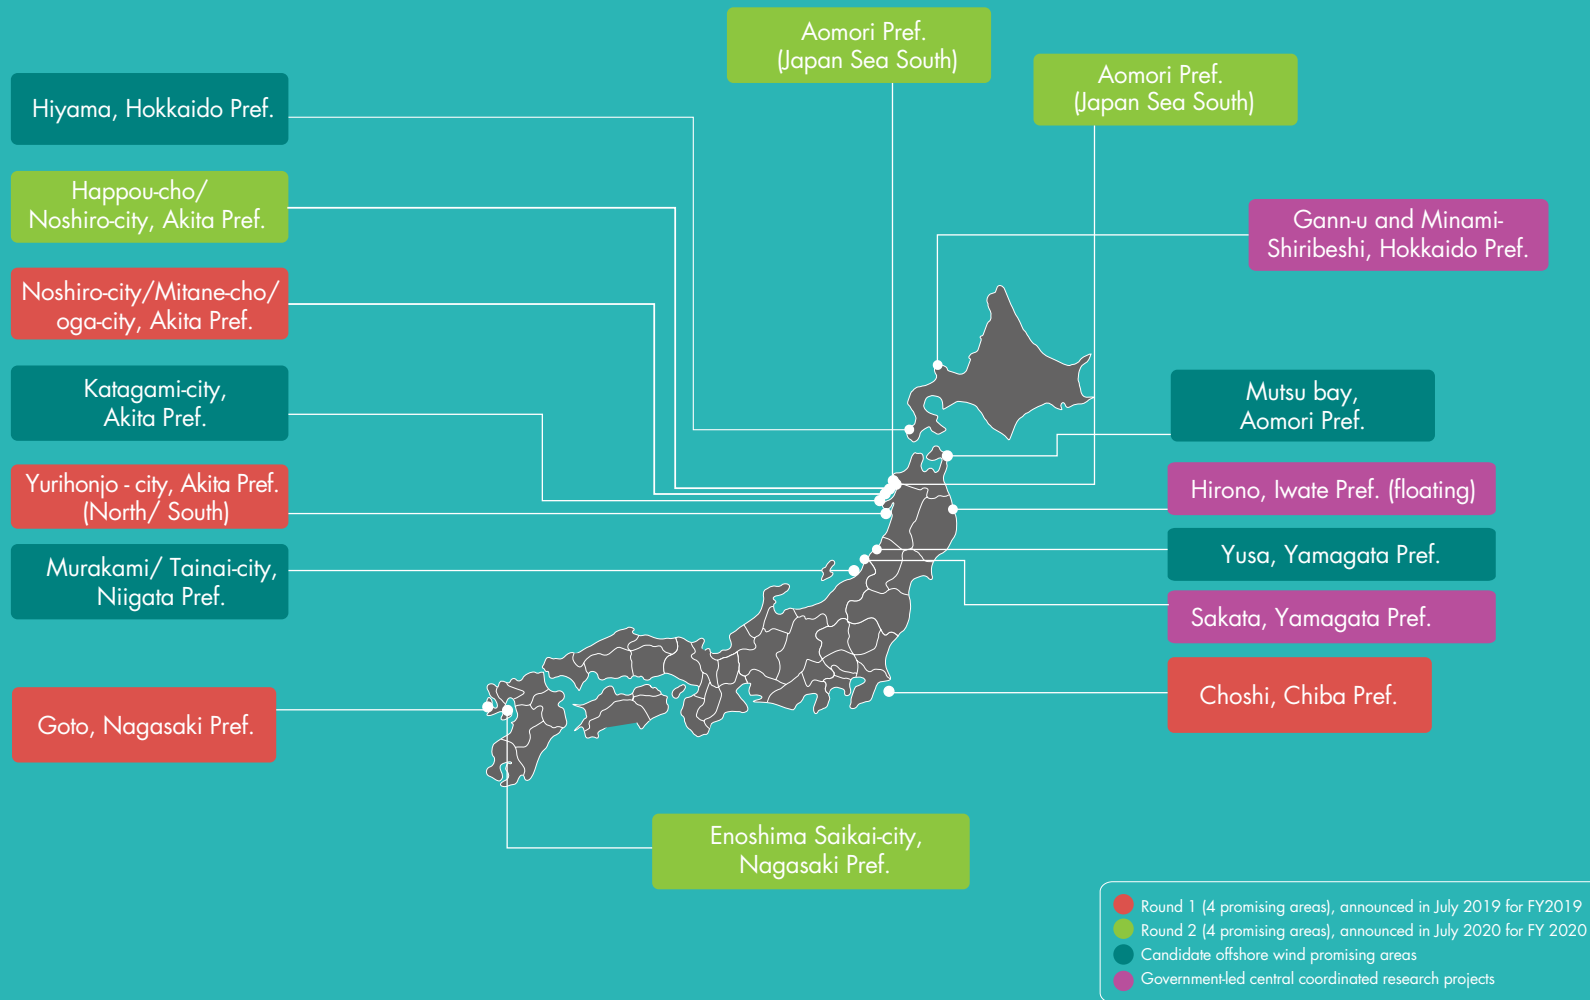 Aomori Pref.
(Japan Sea South)
Aomori Pref.
(Japan Sea South)
Hiyama, Hokkaido Pref.
Happou-cho/
Noshiro-city, Akita Pref.
Noshiro-city/Mitane-cho/
oga-city, Akita Pref.
Katagami-city,
Akita Pref.
Yurihonjo - city, Akita Pref.
(North/ South)
Murakami/ Tainai-city,
Niigata Pref.
Goto, Nagasaki Pref.
Gann-u and Minami-
Shiribeshi, Hokkaido Pref.
Mutsu bay,
Aomori Pref.
Hirono, Iwate Pref. (floating)
Yusa, Yamagata Pref.
Sakata, Yamagata Pref.
Choshi, Chiba Pref.
Enoshima Saikai-city,
Nagasaki Pref.
Round 1 (4 promising areas), announced in July 2019 for FY2019
Round 2 (4 promising areas), announced in July 2020 for FY 2020
Candidate offshore wind promising areas
Government-led central coordinated research projects